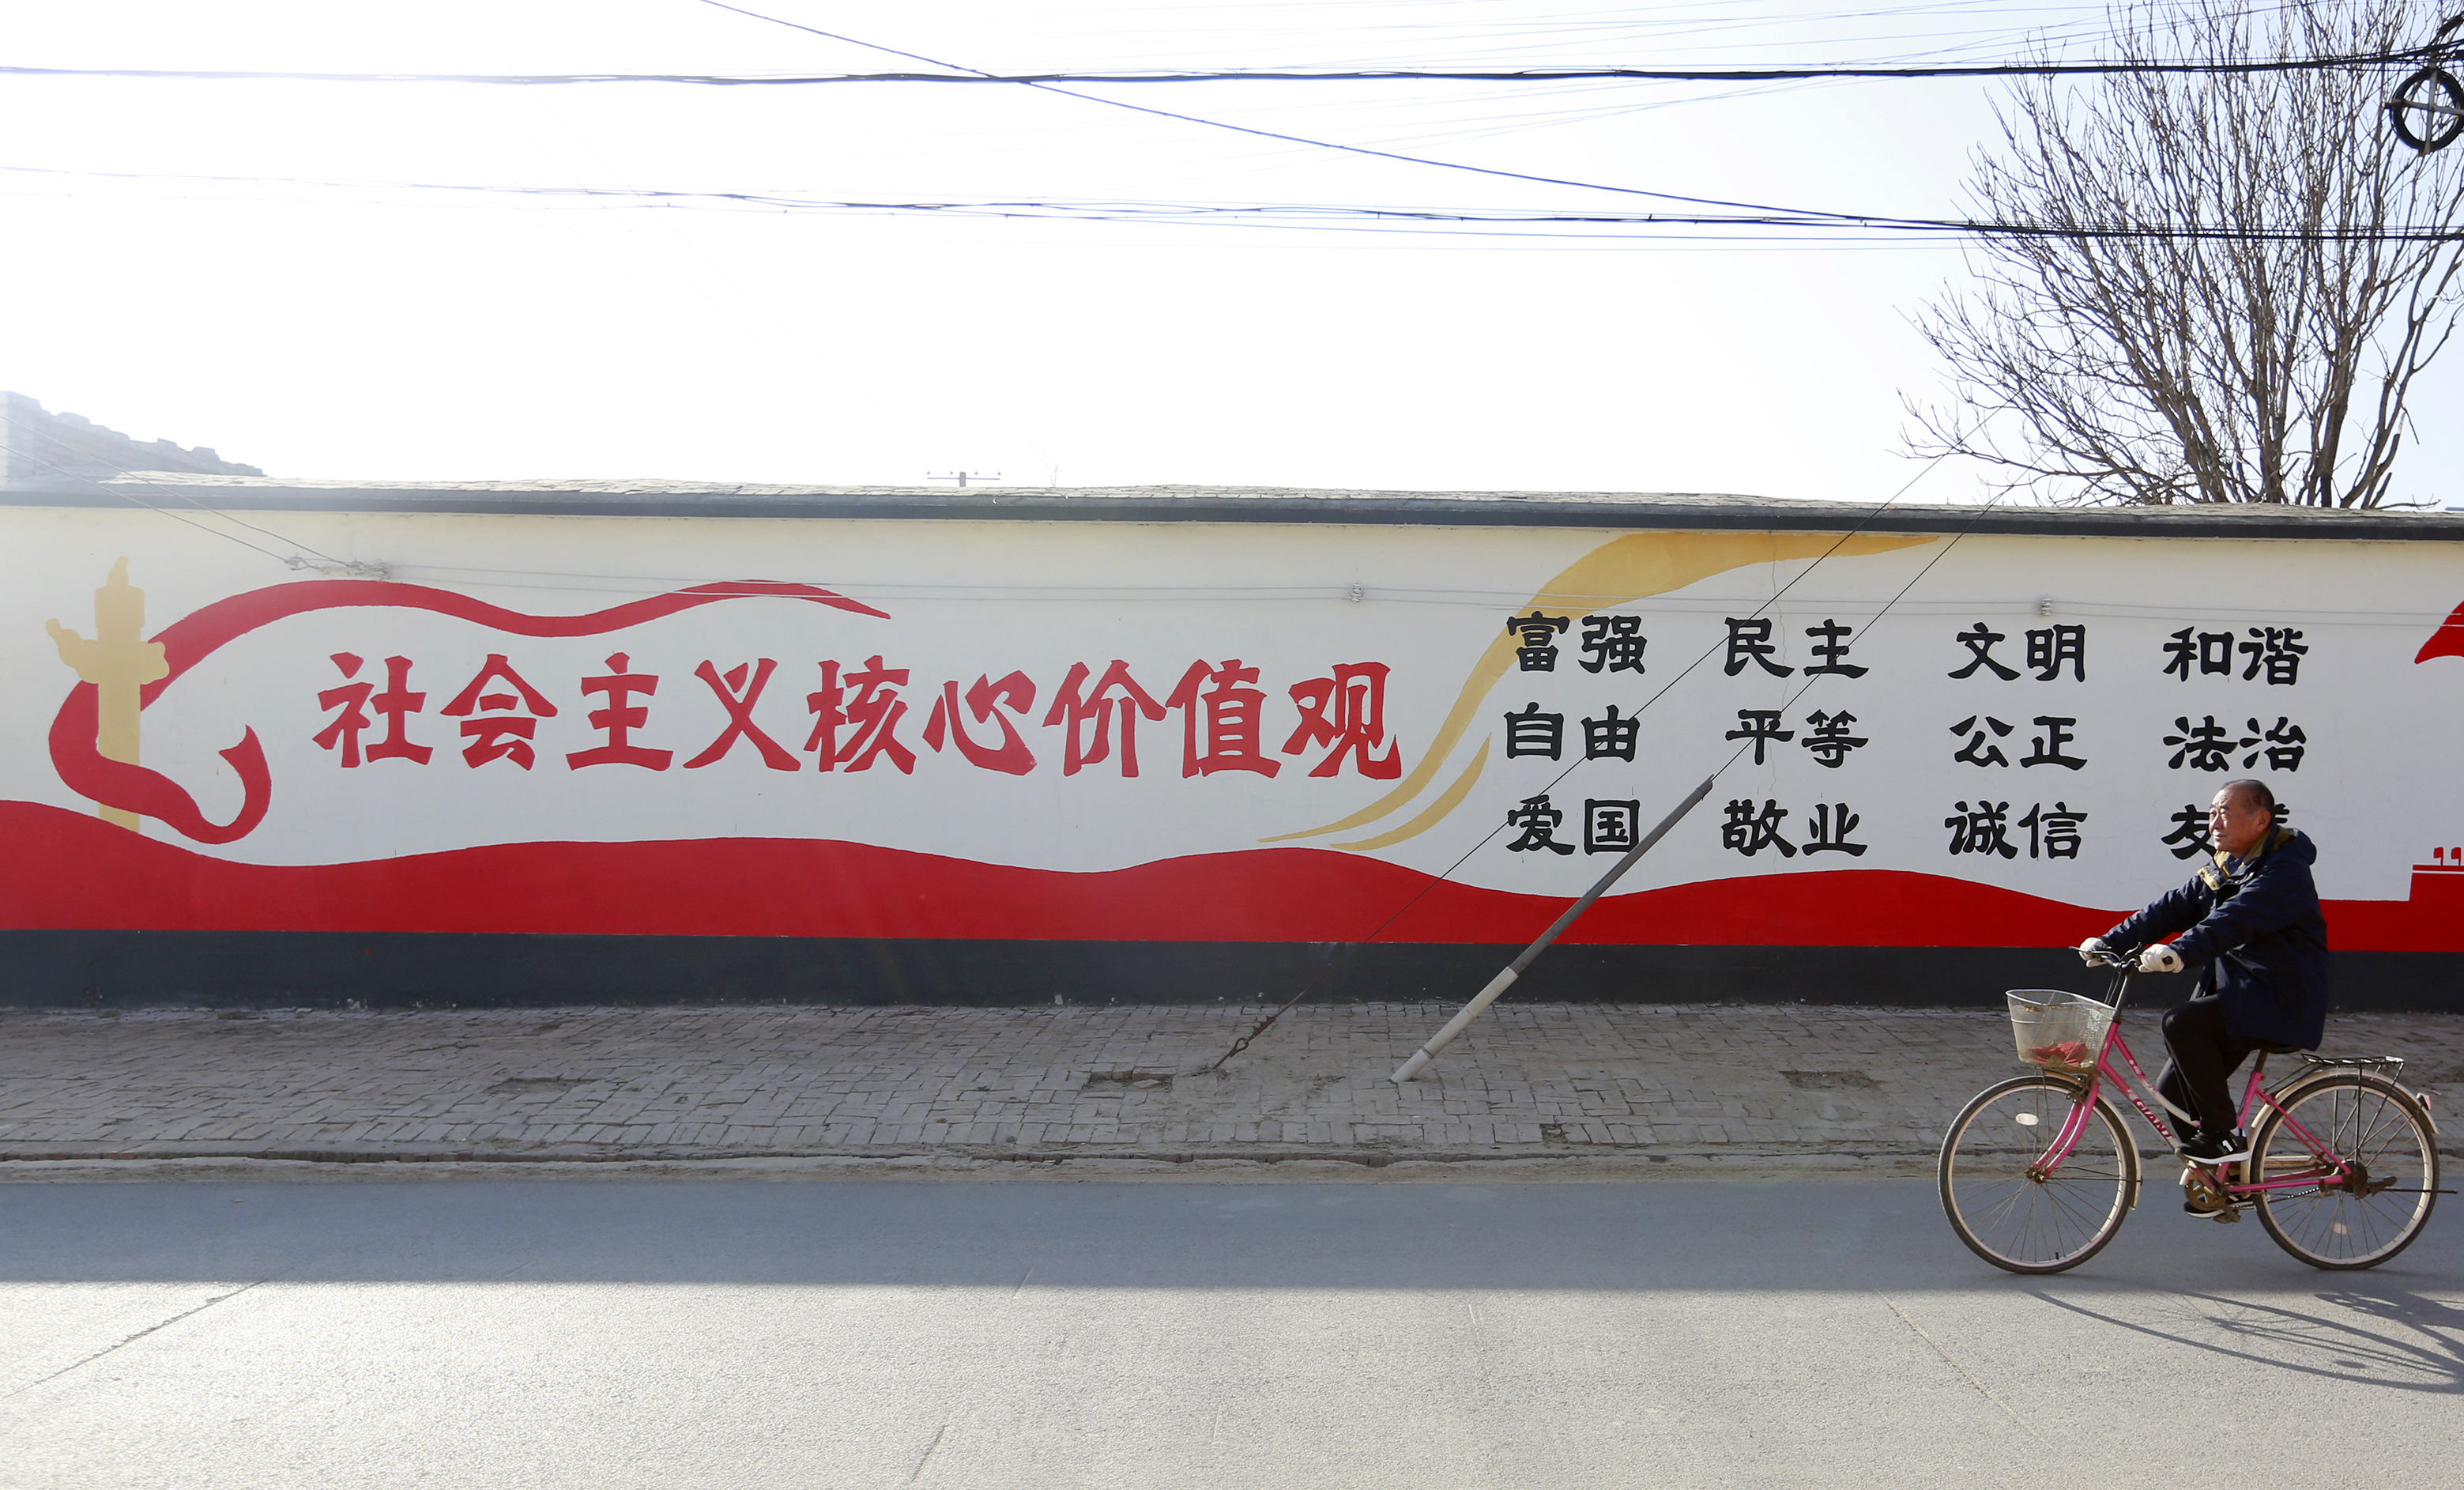 社会主义核心价值观
富强 民主 文明 和谐
自由 平等 公正 法治
爱国 敬业 诚信 友
GIANT